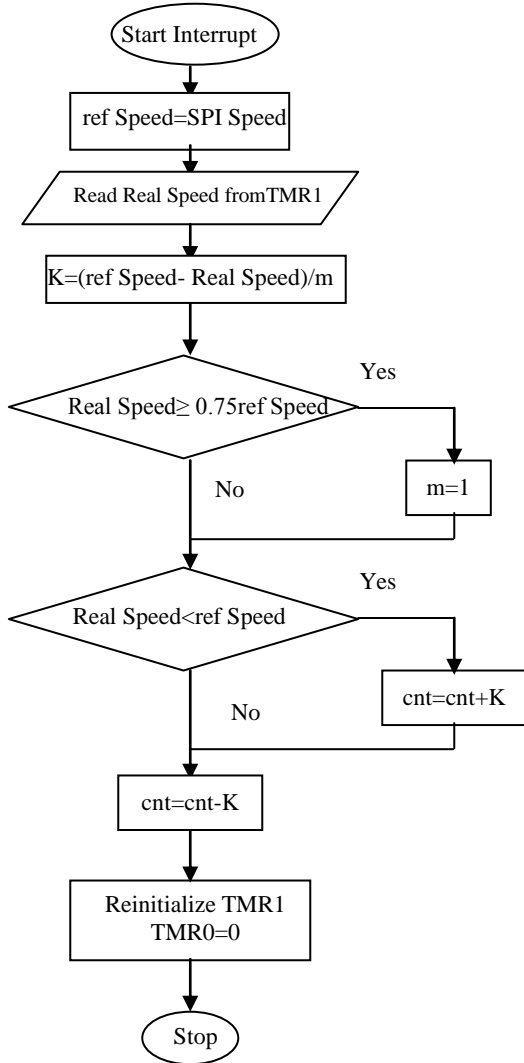 Start Interrupt
ref Speed=SPI Speed
Read Real Speed fromTMR1
K=(ref Speed- Real Speed)/m
Yes
Real Speed≥ 0.75ref Speed
No
m=1
Yes
Real Speed<ref Speed
No
cnt=cnt+K
cnt=cnt-K
Reinitialize TMR1
TMR0=0
Stop